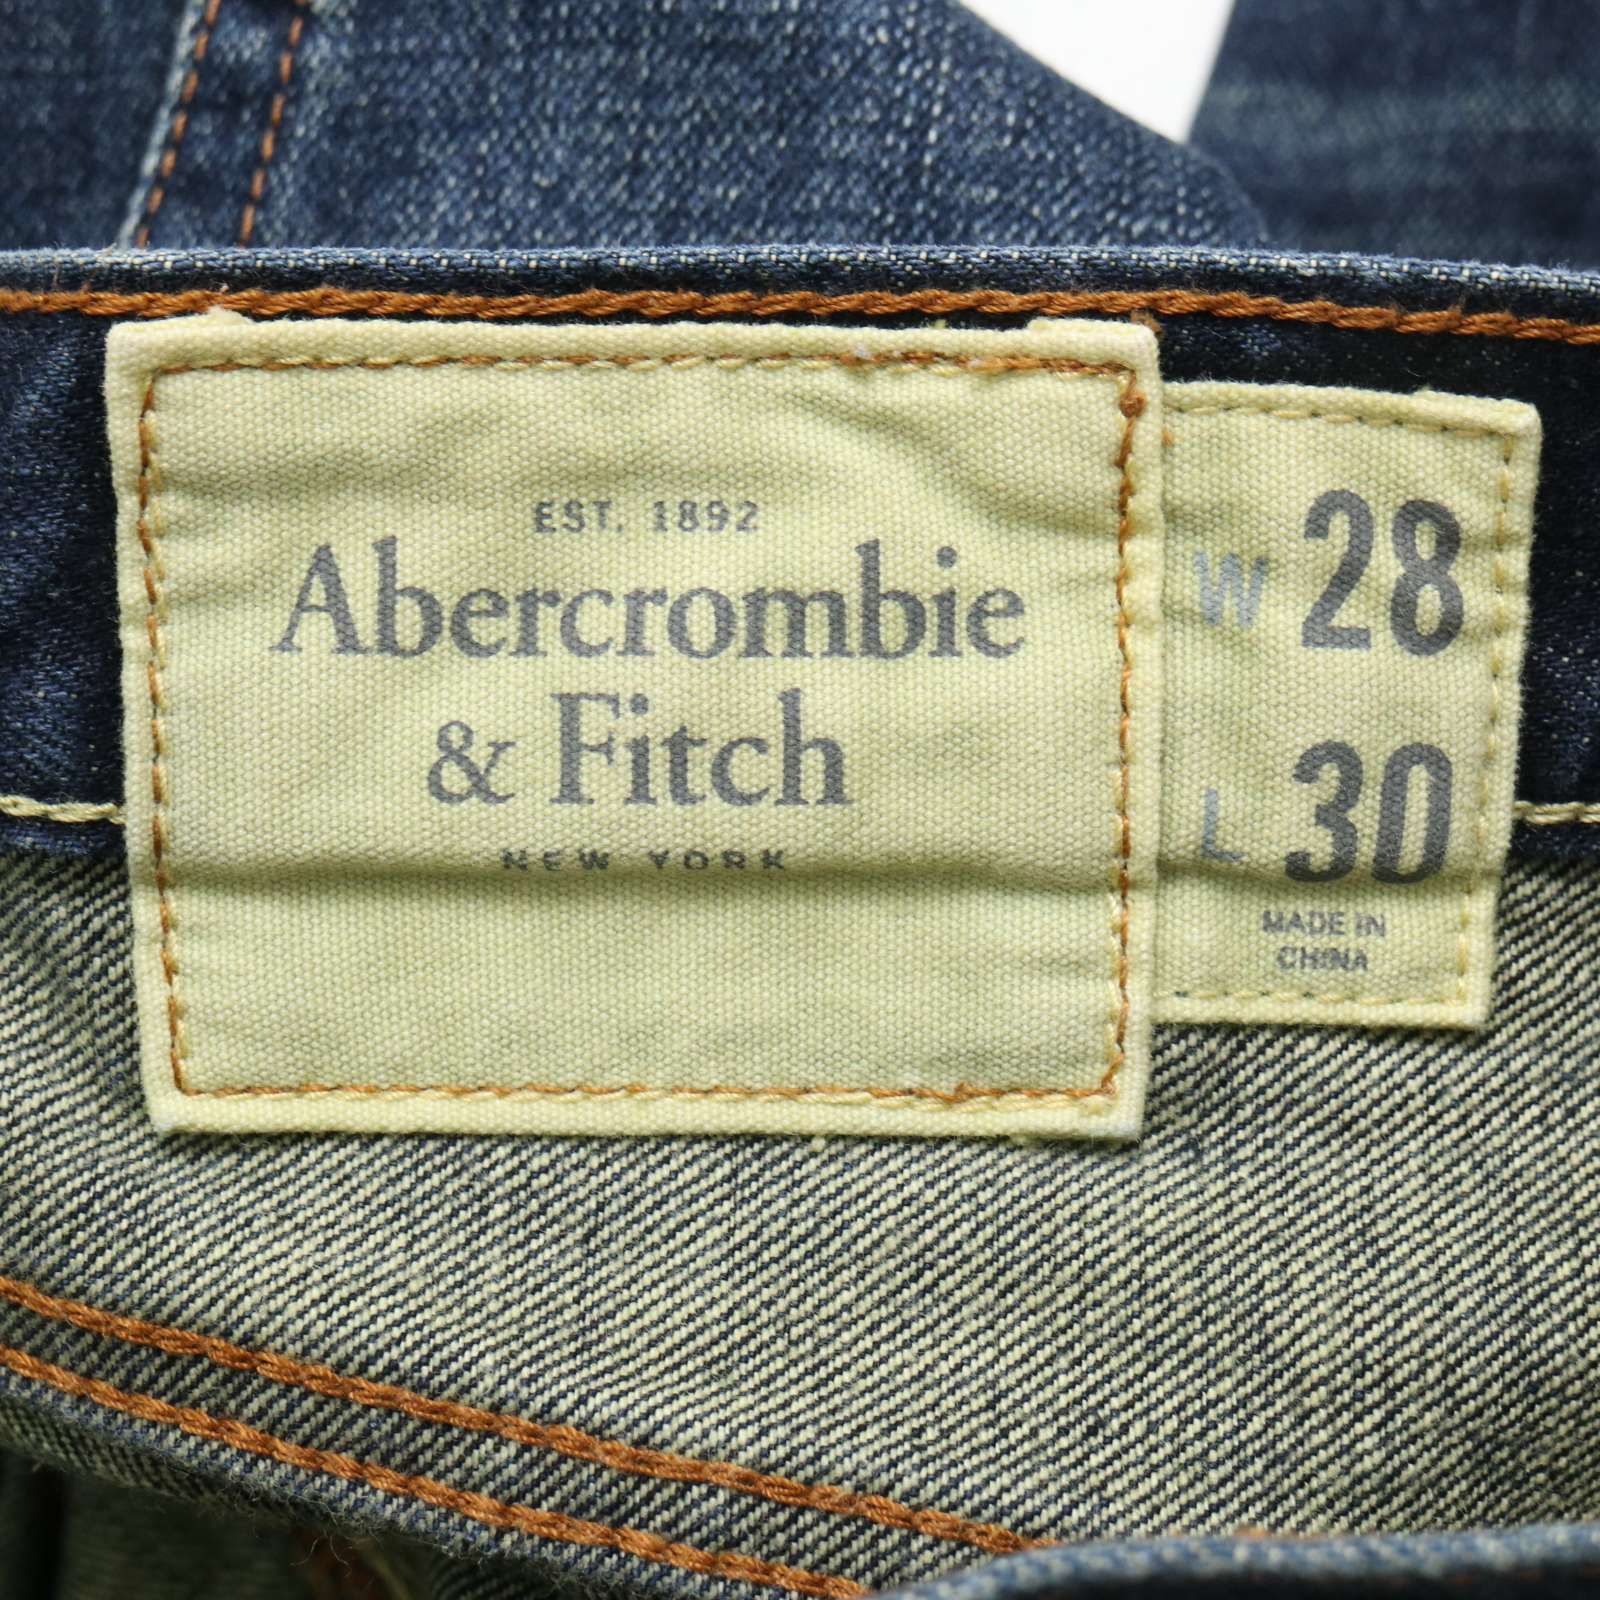 EST. 1892
Abercrombie
& Fitch
NEW YORK
W 28
L 30
MADE IN
CHINA